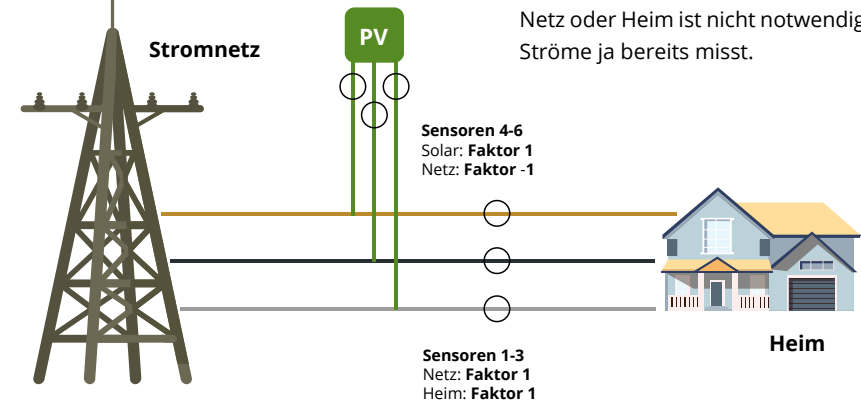 Netz oder Heim ist nicht notwendig
Ströme ja bereits misst.
Stromnetz
PV
Sensoren 4-6
Solar: Faktor 1
Netz: Faktor -1
Sensoren 1-3
Netz: Faktor 1
Heim: Faktor 1
Heim